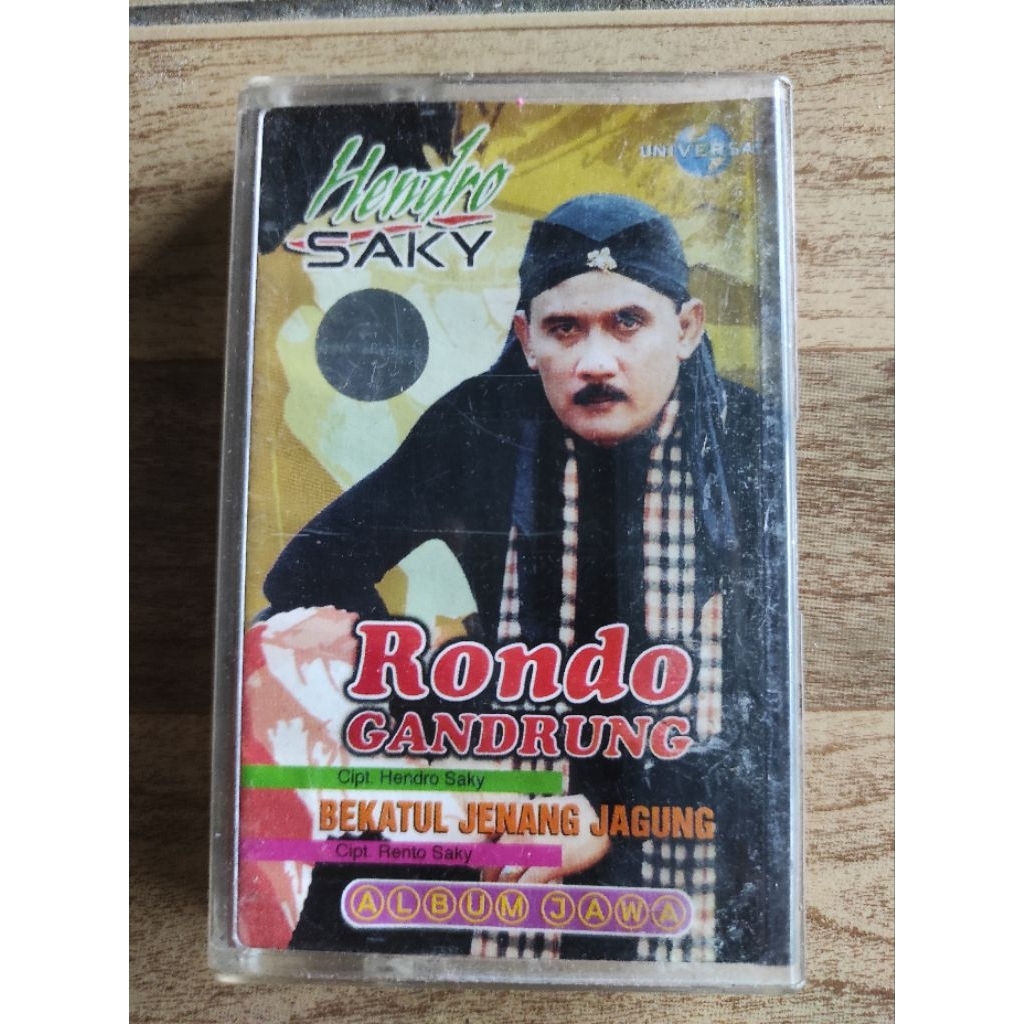 Hendro
SAKY
UNIVERSAL
Rondo
GANDRUNG
Cipt. Hendro Saky
BEKATUL JENANG JAGUNG
Cipt. Rento Saky
ALBUM JAWA